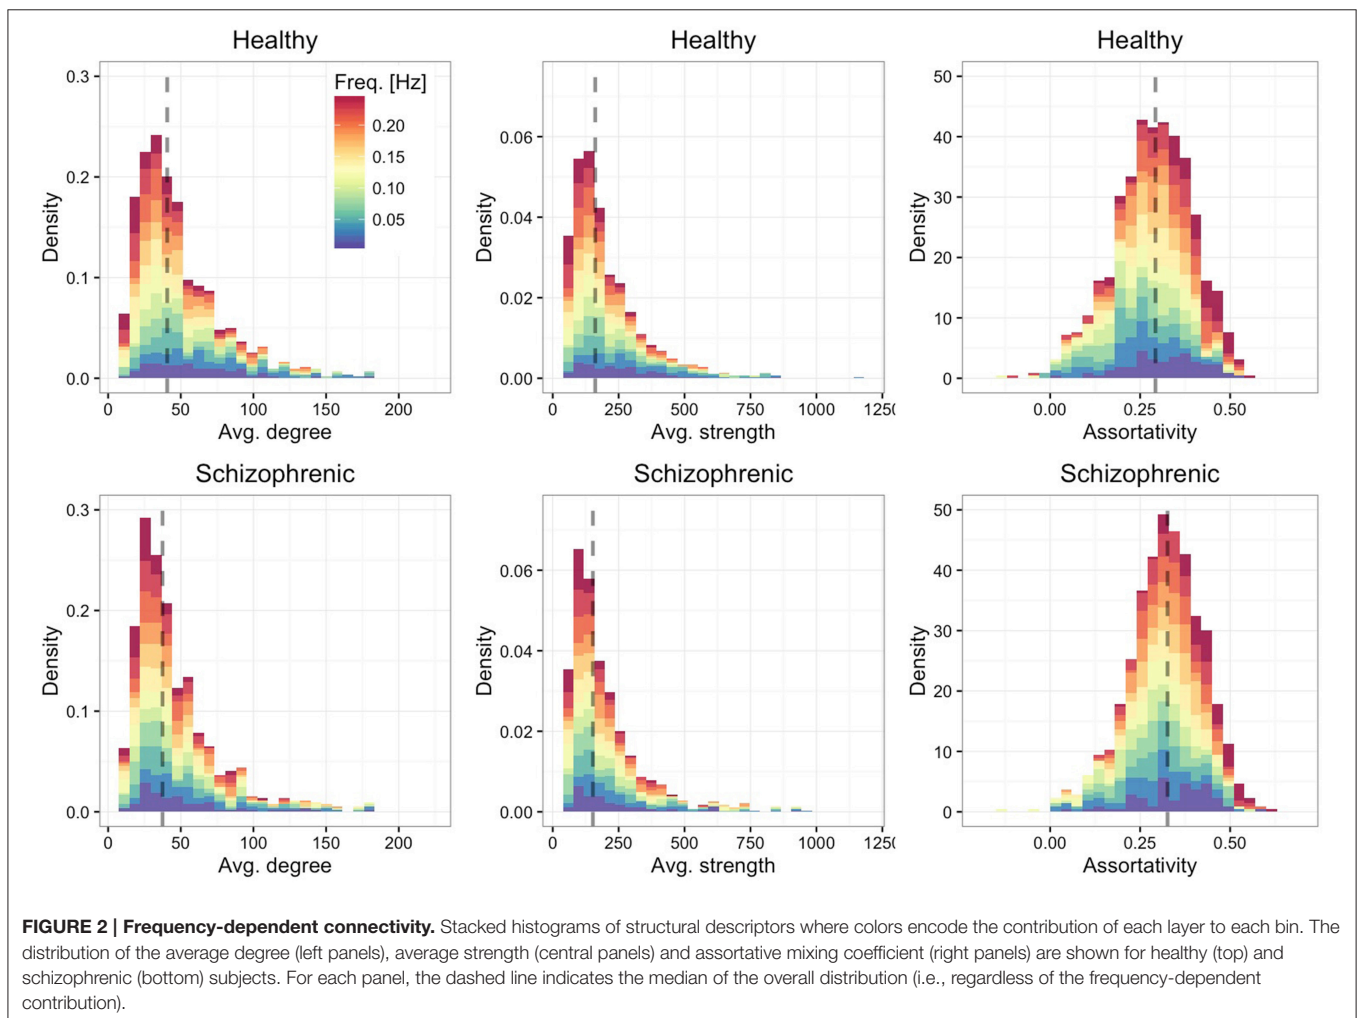 Healthy
Healthy
Healthy
0.3
0.2
0.1
0.0
Density
Freq. [Hz]
0.20
0.15
0.10
0.05
0
50
100
150
200
Avg. degree
0.06
0.04
0.02
0.00
Density
0
250
500
750
1000
1250
Avg. strength
50
40
30
20
10
0
Density
0.00
0.25
0.50
Assortativity
Schizophrenic
Schizophrenic
Schizophrenic
0.3
0.2
0.1
0.0
Density
0
50
100
150
200
Avg. degree
0.06
0.04
0.02
0.00
Density
0
250
500
750
1000
1250
Avg. strength
50
40
30
20
10
0
Density
0.00
0.25
0.50
Assortativity
FIGURE 2 | Frequency-dependent connectivity. Stacked histograms of structural descriptors where colors encode the contribution of each layer to each bin. The
distribution of the average degree (left panels), average strength (central panels) and assortative mixing coefficient (right panels) are shown for healthy (top) and
schizophrenic (bottom) subjects. For each panel, the dashed line indicates the median of the overall distribution (i.e., regardless of the frequency-dependent
contribution).